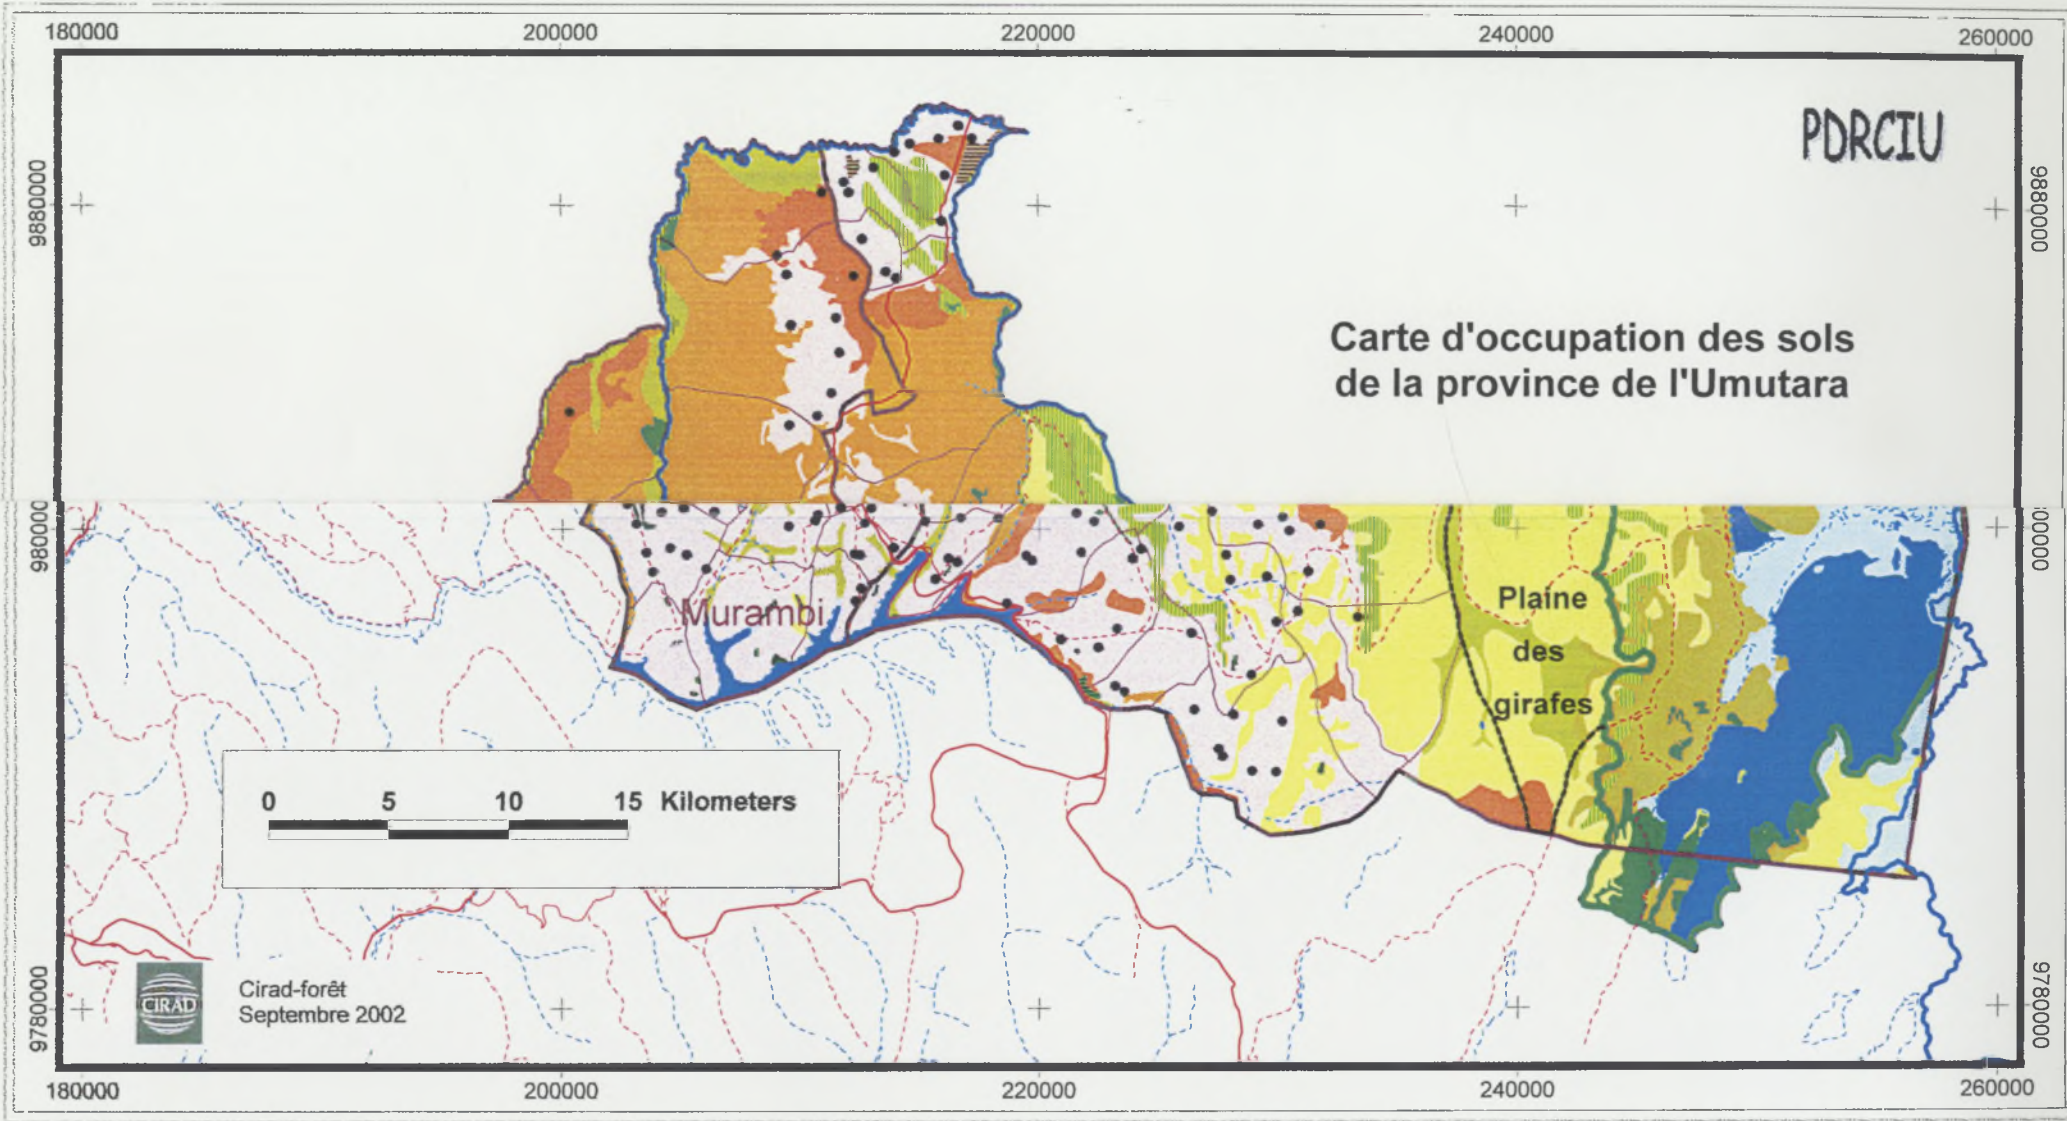 180000 200000 220000 240000 260000
PDRCIU
9880000 9880000
Carte d'occupation des sols
de la province de l'Umutara
980000 00000
Plaine
des
girafes
Murambi
0 5 10 15 Kilometers
CIRAD
Cirad-forêt
Septembre 2002
9780000 9780000
180000 200000 220000 240000 260000